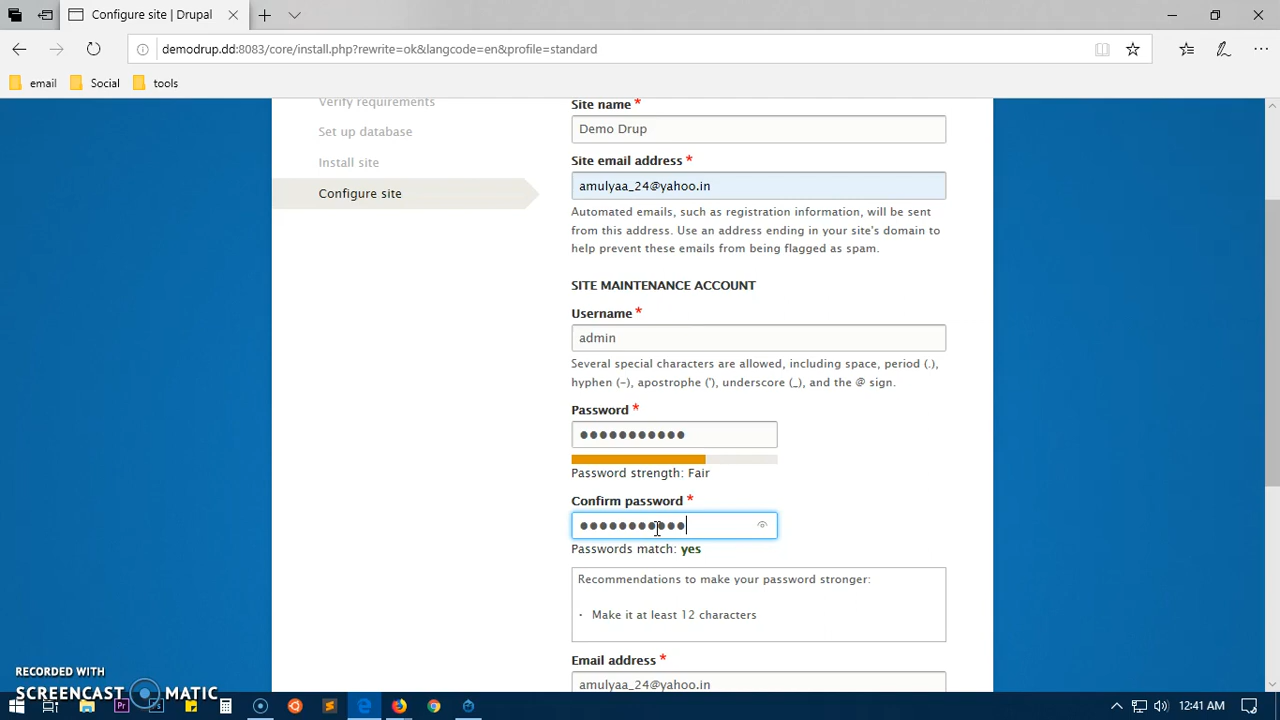 Configure site | Drupal
demodrup.dd:8083/core/install.php?rewrite=ok&langcode=en&profile=standard
email
Social
tools
Verify requirements
Set up database
Install site
Configure site
Site name *
Demo Drup
Site email address *
amulyaa_24@yahoo.in
Automated emails, such as registration information, will be sent
from this address. Use an address ending in your site's domain to
help prevent these emails from being flagged as spam.
SITE MAINTENANCE ACCOUNT
Username *
admin
Several special characters are allowed, including space, period (.),
hyphen (-), apostrophe ('), underscore (_), and the @ sign.
Password *
●●●●●●●●●●●
Password strength: Fair
Confirm password *
●●●●●●●●●●●
Passwords match: yes
Recommendations to make your password stronger:
• Make it at least 12 characters
Email address *
amulyaa_24@yahoo.in
RECORDED WITH
SCREENCAST MATIC
Pr
Ps
12:41 AM